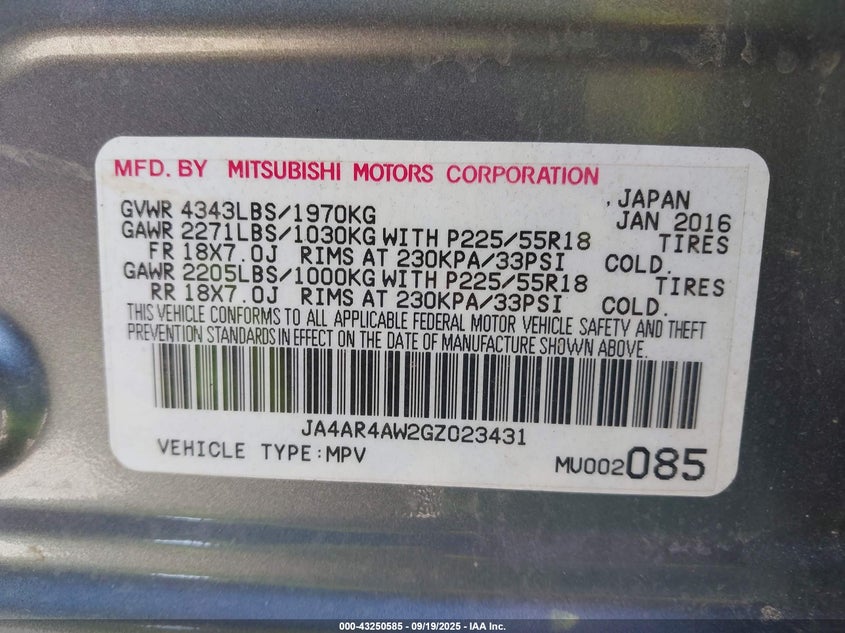 MFD. BY MITSUBISHI MOTORS CORPORATION
, JAPAN
GVWR 4343LBS/1970KG JAN 2016
GAWR 2271LBS/1030KG WITH P225/55R18 TIRES
FR 18X7.0J RIMS AT 230KPA/33PSI COLD.
GAWR 2205LBS/1000KG WITH P225/55R18 TIRES
RR 18X7.0J RIMS AT 230KPA/33PSI COLD.
THIS VEHICLE CONFORMS TO ALL APPLICABLE FEDERAL MOTOR VEHICLE SAFETY AND THEFT
PREVENTION STANDARDS IN EFFECT ON THE DATE OF MANUFACTURE SHOWN ABOVE.
JA4AR4AW2GZ023431
VEHICLE TYPE:MPV MU002085
000-43250585 - 09/19/2025 - IAA Inc.